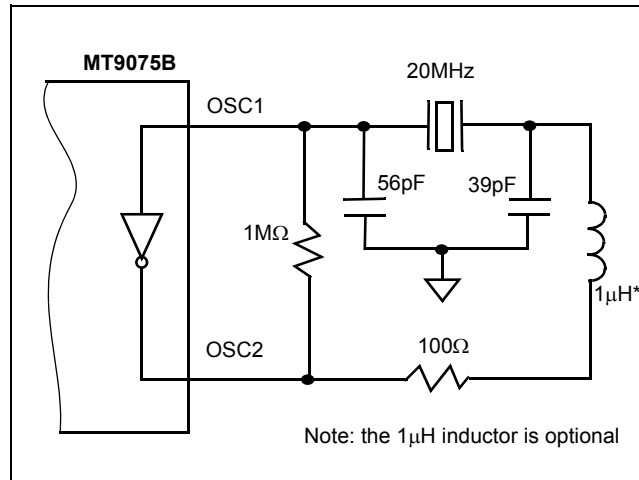 MT9075B
20MHz
OSC1
56pF
39pF
1MΩ
1µH*
OSC2
100Ω
Note: the 1µH inductor is optional